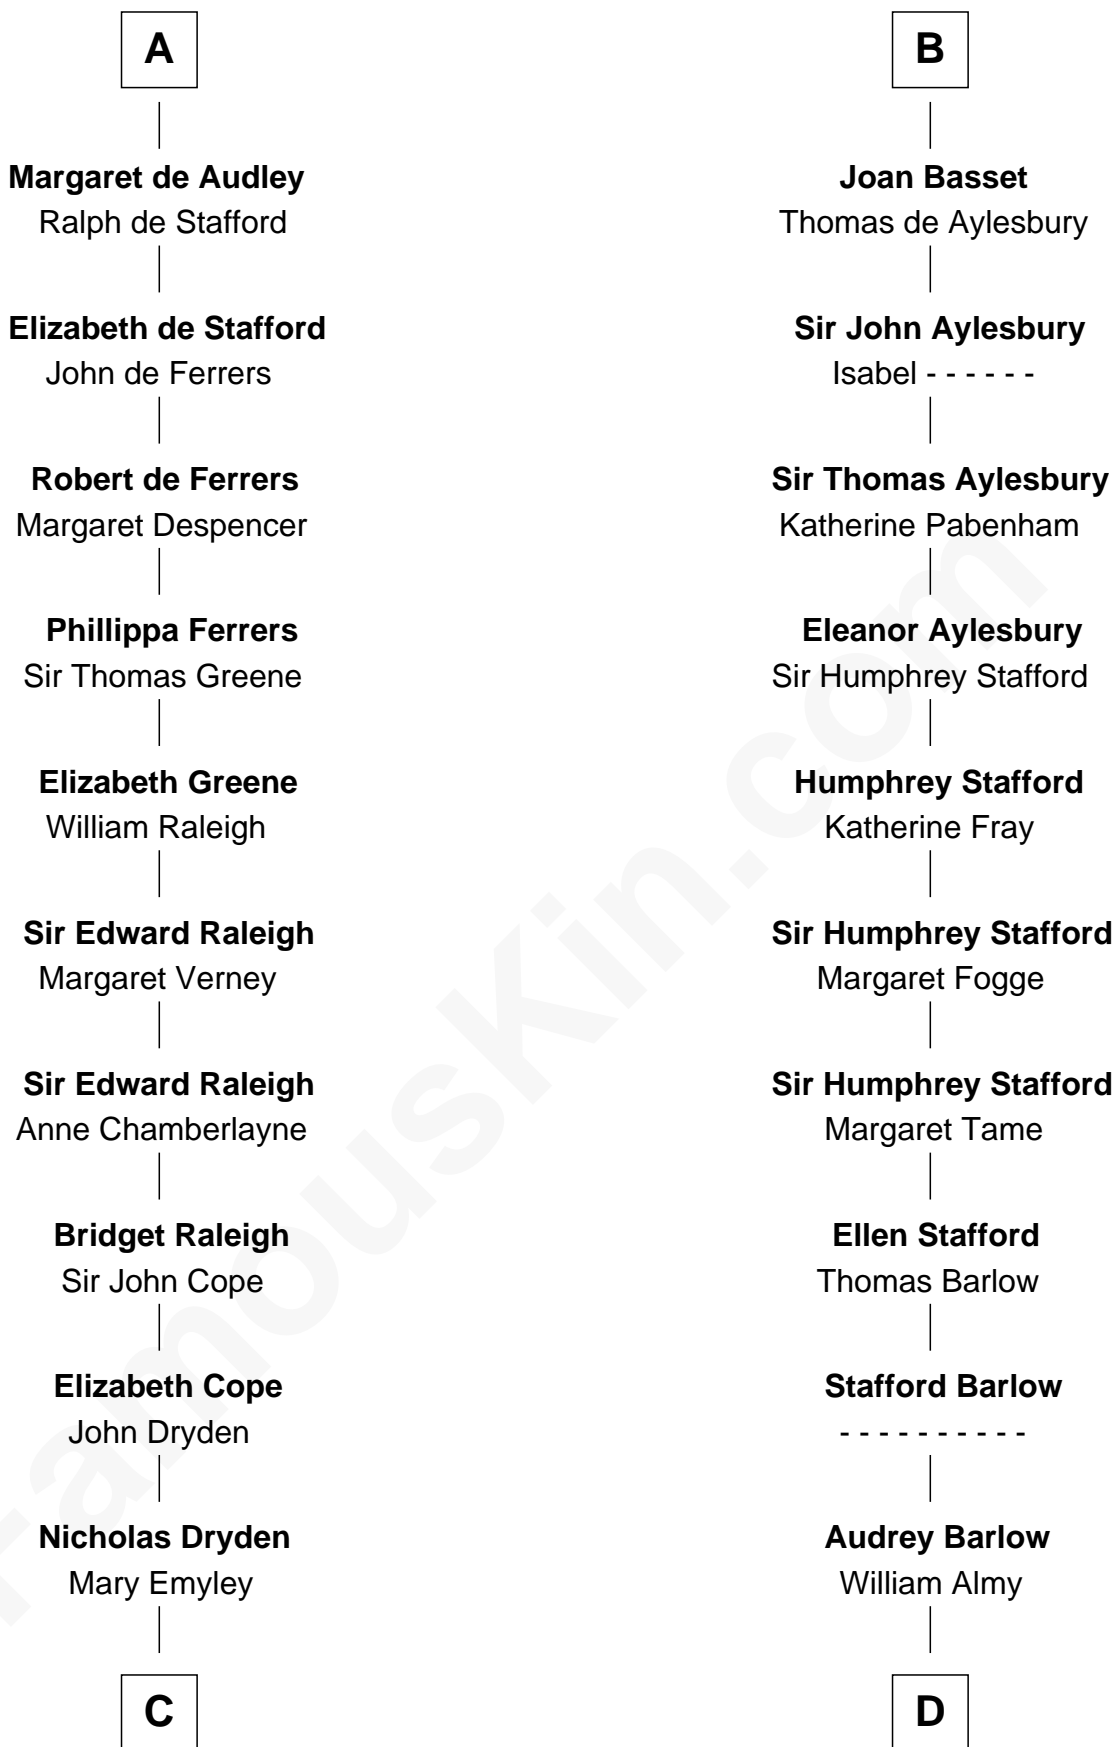 A
Margaret de Audley
Ralph de Stafford
Elizabeth de Stafford
John de Ferrers
Robert de Ferrers
Margaret Despencer
Phillippa Ferrers
Sir Thomas Greene
Elizabeth Greene
William Raleigh
Sir Edward Raleigh
Margaret Verney
Sir Edward Raleigh
Anne Chamberlayne
Bridget Raleigh
Sir John Cope
Elizabeth Cope
John Dryden
Nicholas Dryden
Mary Emyley
C
B
Joan Basset
Thomas de Aylesbury
Sir John Aylesbury
Isabel - - - - - -
Sir Thomas Aylesbury
Katherine Pabenham
Eleanor Aylesbury
Sir Humphrey Stafford
Humphrey Stafford
Katherine Fray
Sir Humphrey Stafford
Margaret Fogge
Sir Humphrey Stafford
Margaret Tame
Ellen Stafford
Thomas Barlow
Stafford Barlow
- - - - - - - - - -
Audrey Barlow
William Almy
D
FamousKin.com